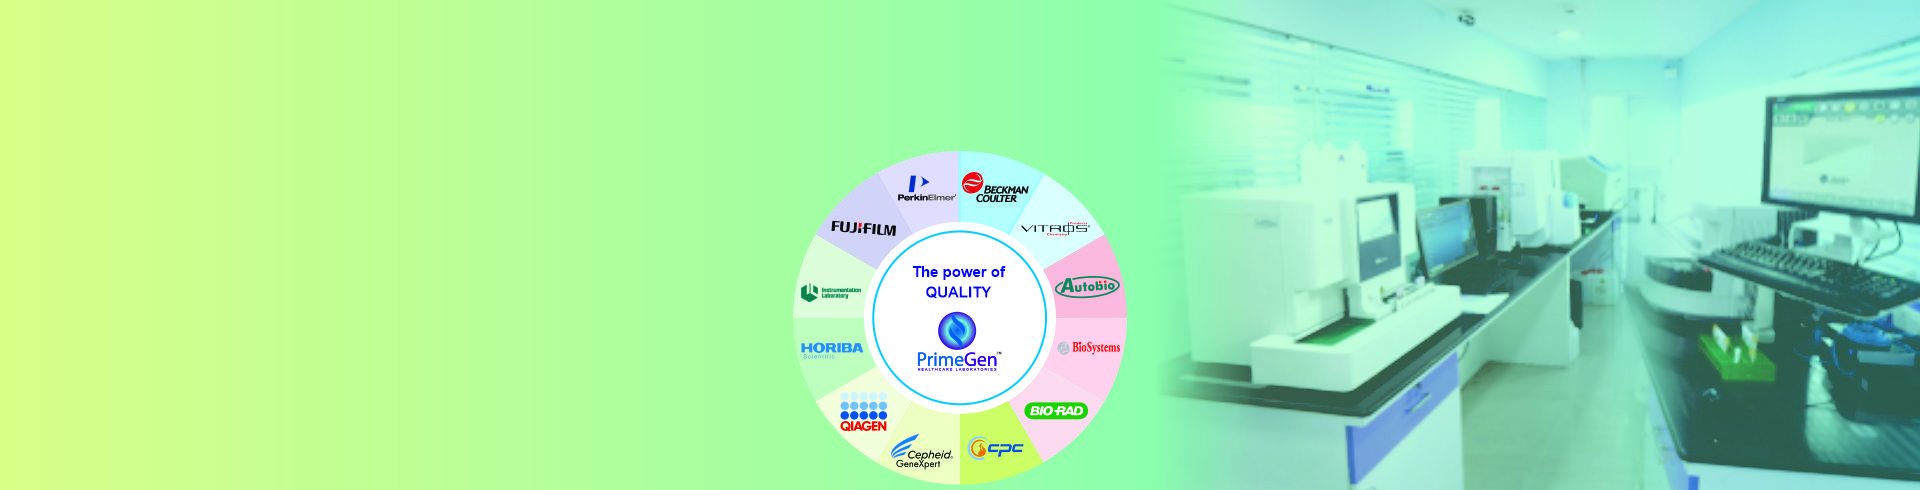 PerkinElmer
BECKMAN
COULTER
FUJIFILM
VITROS
The power of
QUALITY
Instrumentation
Laboratory
Autobio
PrimeGen™
HEALTHCARE LABORATORIES
HORIBA
Scientific
BioSystems
BIO-RAD
QIAGEN
Cepheid
GeneXpert
cpc